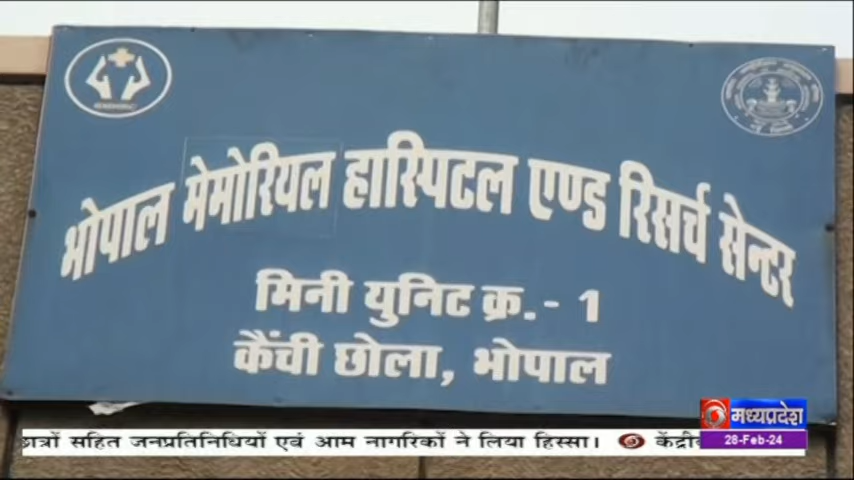 भोपाल मेमोरियल हास्पिटल एण्ड रिसर्च सेन्टर
मिनी युनिट क्र.- 1
कैंची छोला, भोपाल
मध्यप्रदेश
28-Feb-24
सहित जनप्रतिनिधियों एवं आम नागरिकों ने लिया हिस्सा।